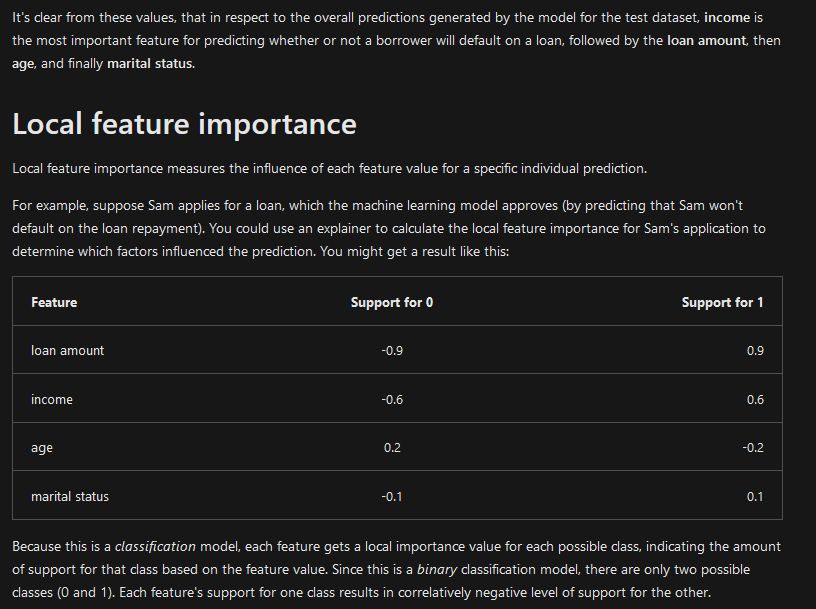 It's clear from these values, that in respect to the overall predictions generated by the model for the test dataset, income is
the most important feature for predicting whether or not a borrower will default on a loan, followed by the loan amount, then
age, and finally marital status.
Local feature importance
Local feature importance measures the influence of each feature value for a specific individual prediction.
For example, suppose Sam applies for a loan, which the machine learning model approves (by predicting that Sam won't
default on the loan repayment). You could use an explainer to calculate the local feature importance for Sam's application to
determine which factors influenced the prediction. You might get a result like this:
Feature Support for 0 Support for 1
loan amount -0.9 0.9
income -0.6 0.6
age 0.2 -0.2
marital status -0.1 0.1
Because this is a classification model, each feature gets a local importance value for each possible class, indicating the amount
of support for that class based on the feature value. Since this is a binary classification model, there are only two possible
classes (0 and 1). Each feature's support for one class results in correlatively negative level of support for the other.